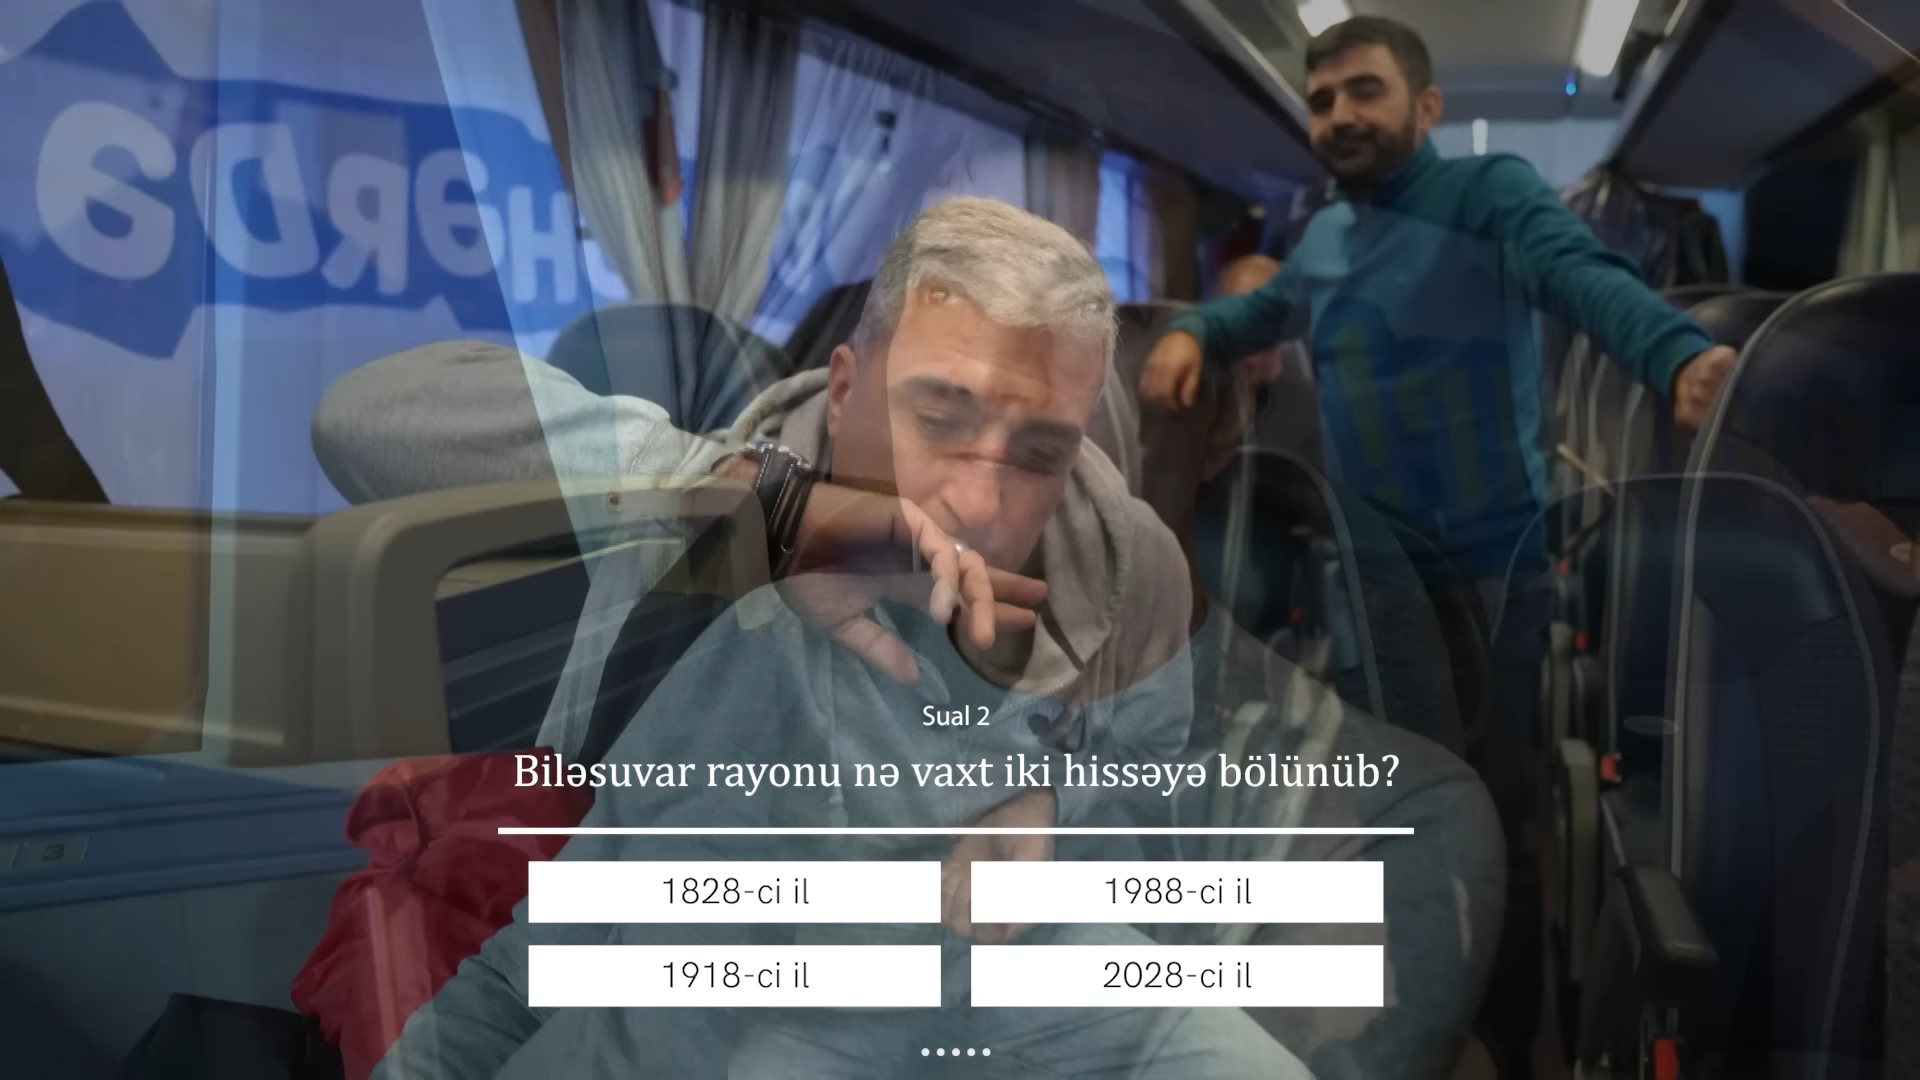 HƏRDƏ
Sual 2
Biləsuvar rayonu nə vaxt iki hissəyə bölünüb?
1828-ci il
1988-ci il
1918-ci il
2028-ci il